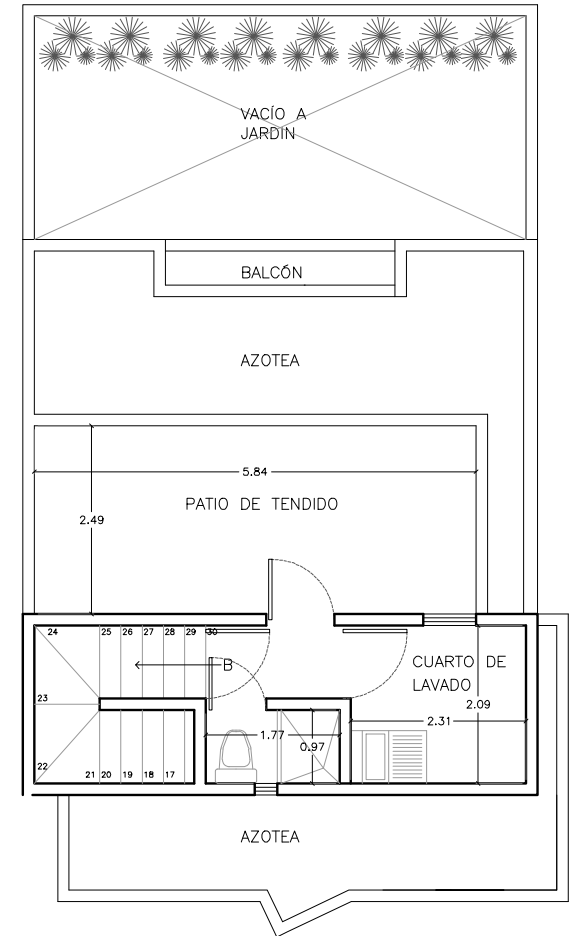 VACÍO A
JARDIN
BALCÓN
AZOTEA
5.84
PATIO DE TENDIDO
2.49
24 25 26 27 28 29 30
B
CUARTO DE
LAVADO
23
2.09
2.31
1.77
0.97
22 21 20 19 18 17
AZOTEA